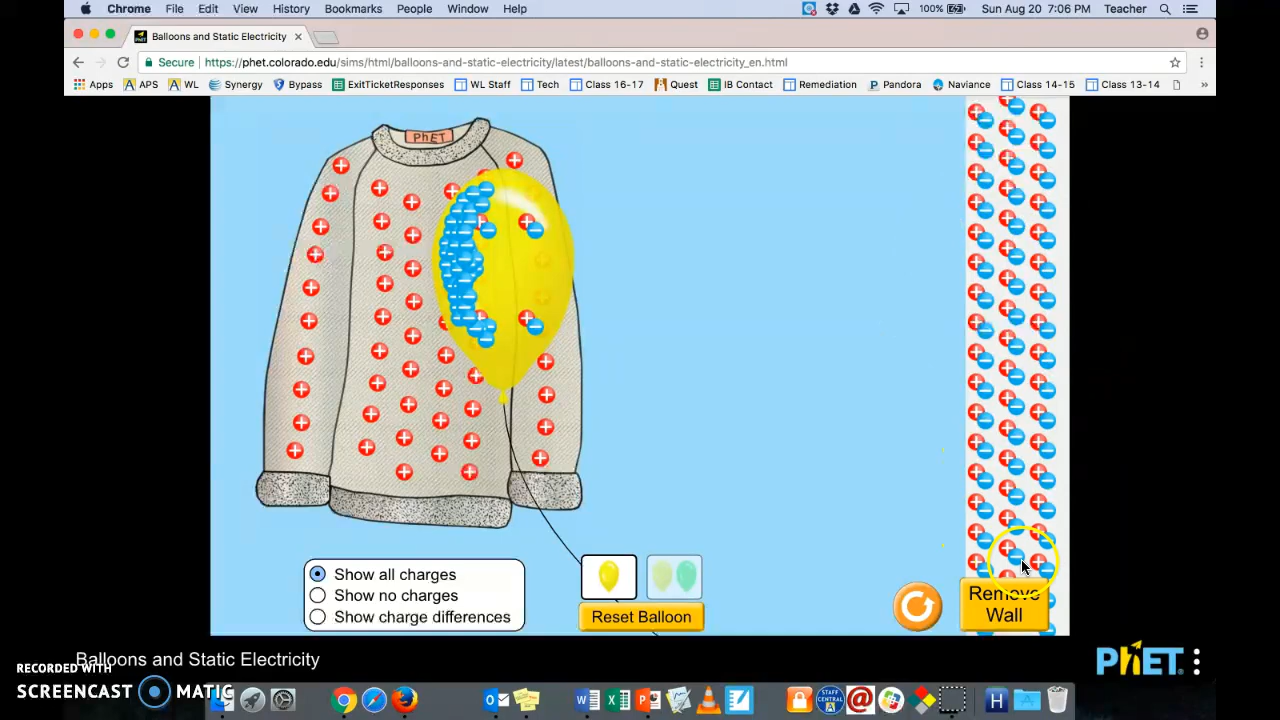 Chrome File Edit View History Bookmarks People Window Help 100% Sun Aug 20 7:06 PM Teacher
Balloons and Static Electricity
Secure https://phet.colorado.edu/sims/html/balloons-and-static-electricity/latest/balloons-and-static-electricity_en.html
Apps APS WL Synergy Bypass ExitTicketResponses WL Staff Tech Class 16-17 Quest IB Contact Remediation Pandora Naviance Class 14-15 Class 13-14 »
PhET
Show all charges
Show no charges
Show charge differences
Reset Balloon
Remove
Wall
Balloons and Static Electricity
PhET
RECORDED WITH
SCREENCAST MATIC
STAFF CENTRAL